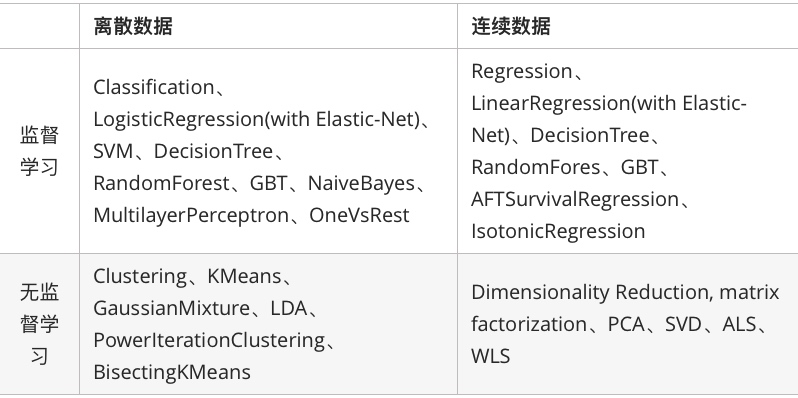 离散数据
连续数据
监督
学习
Classification、
LogisticRegression(with Elastic-Net)、
SVM、DecisionTree、
RandomForest、GBT、NaiveBayes、
MultilayerPerceptron、OneVsRest
Regression、
LinearRegression(with Elastic-
Net)、DecisionTree、
RandomFores、GBT、
AFTSurvivalRegression、
IsotonicRegression
无监
督学
习
Clustering、KMeans、
GaussianMixture、LDA、
PowerIterationClustering、
BisectingKMeans
Dimensionality Reduction, matrix
factorization、PCA、SVD、ALS、
WLS